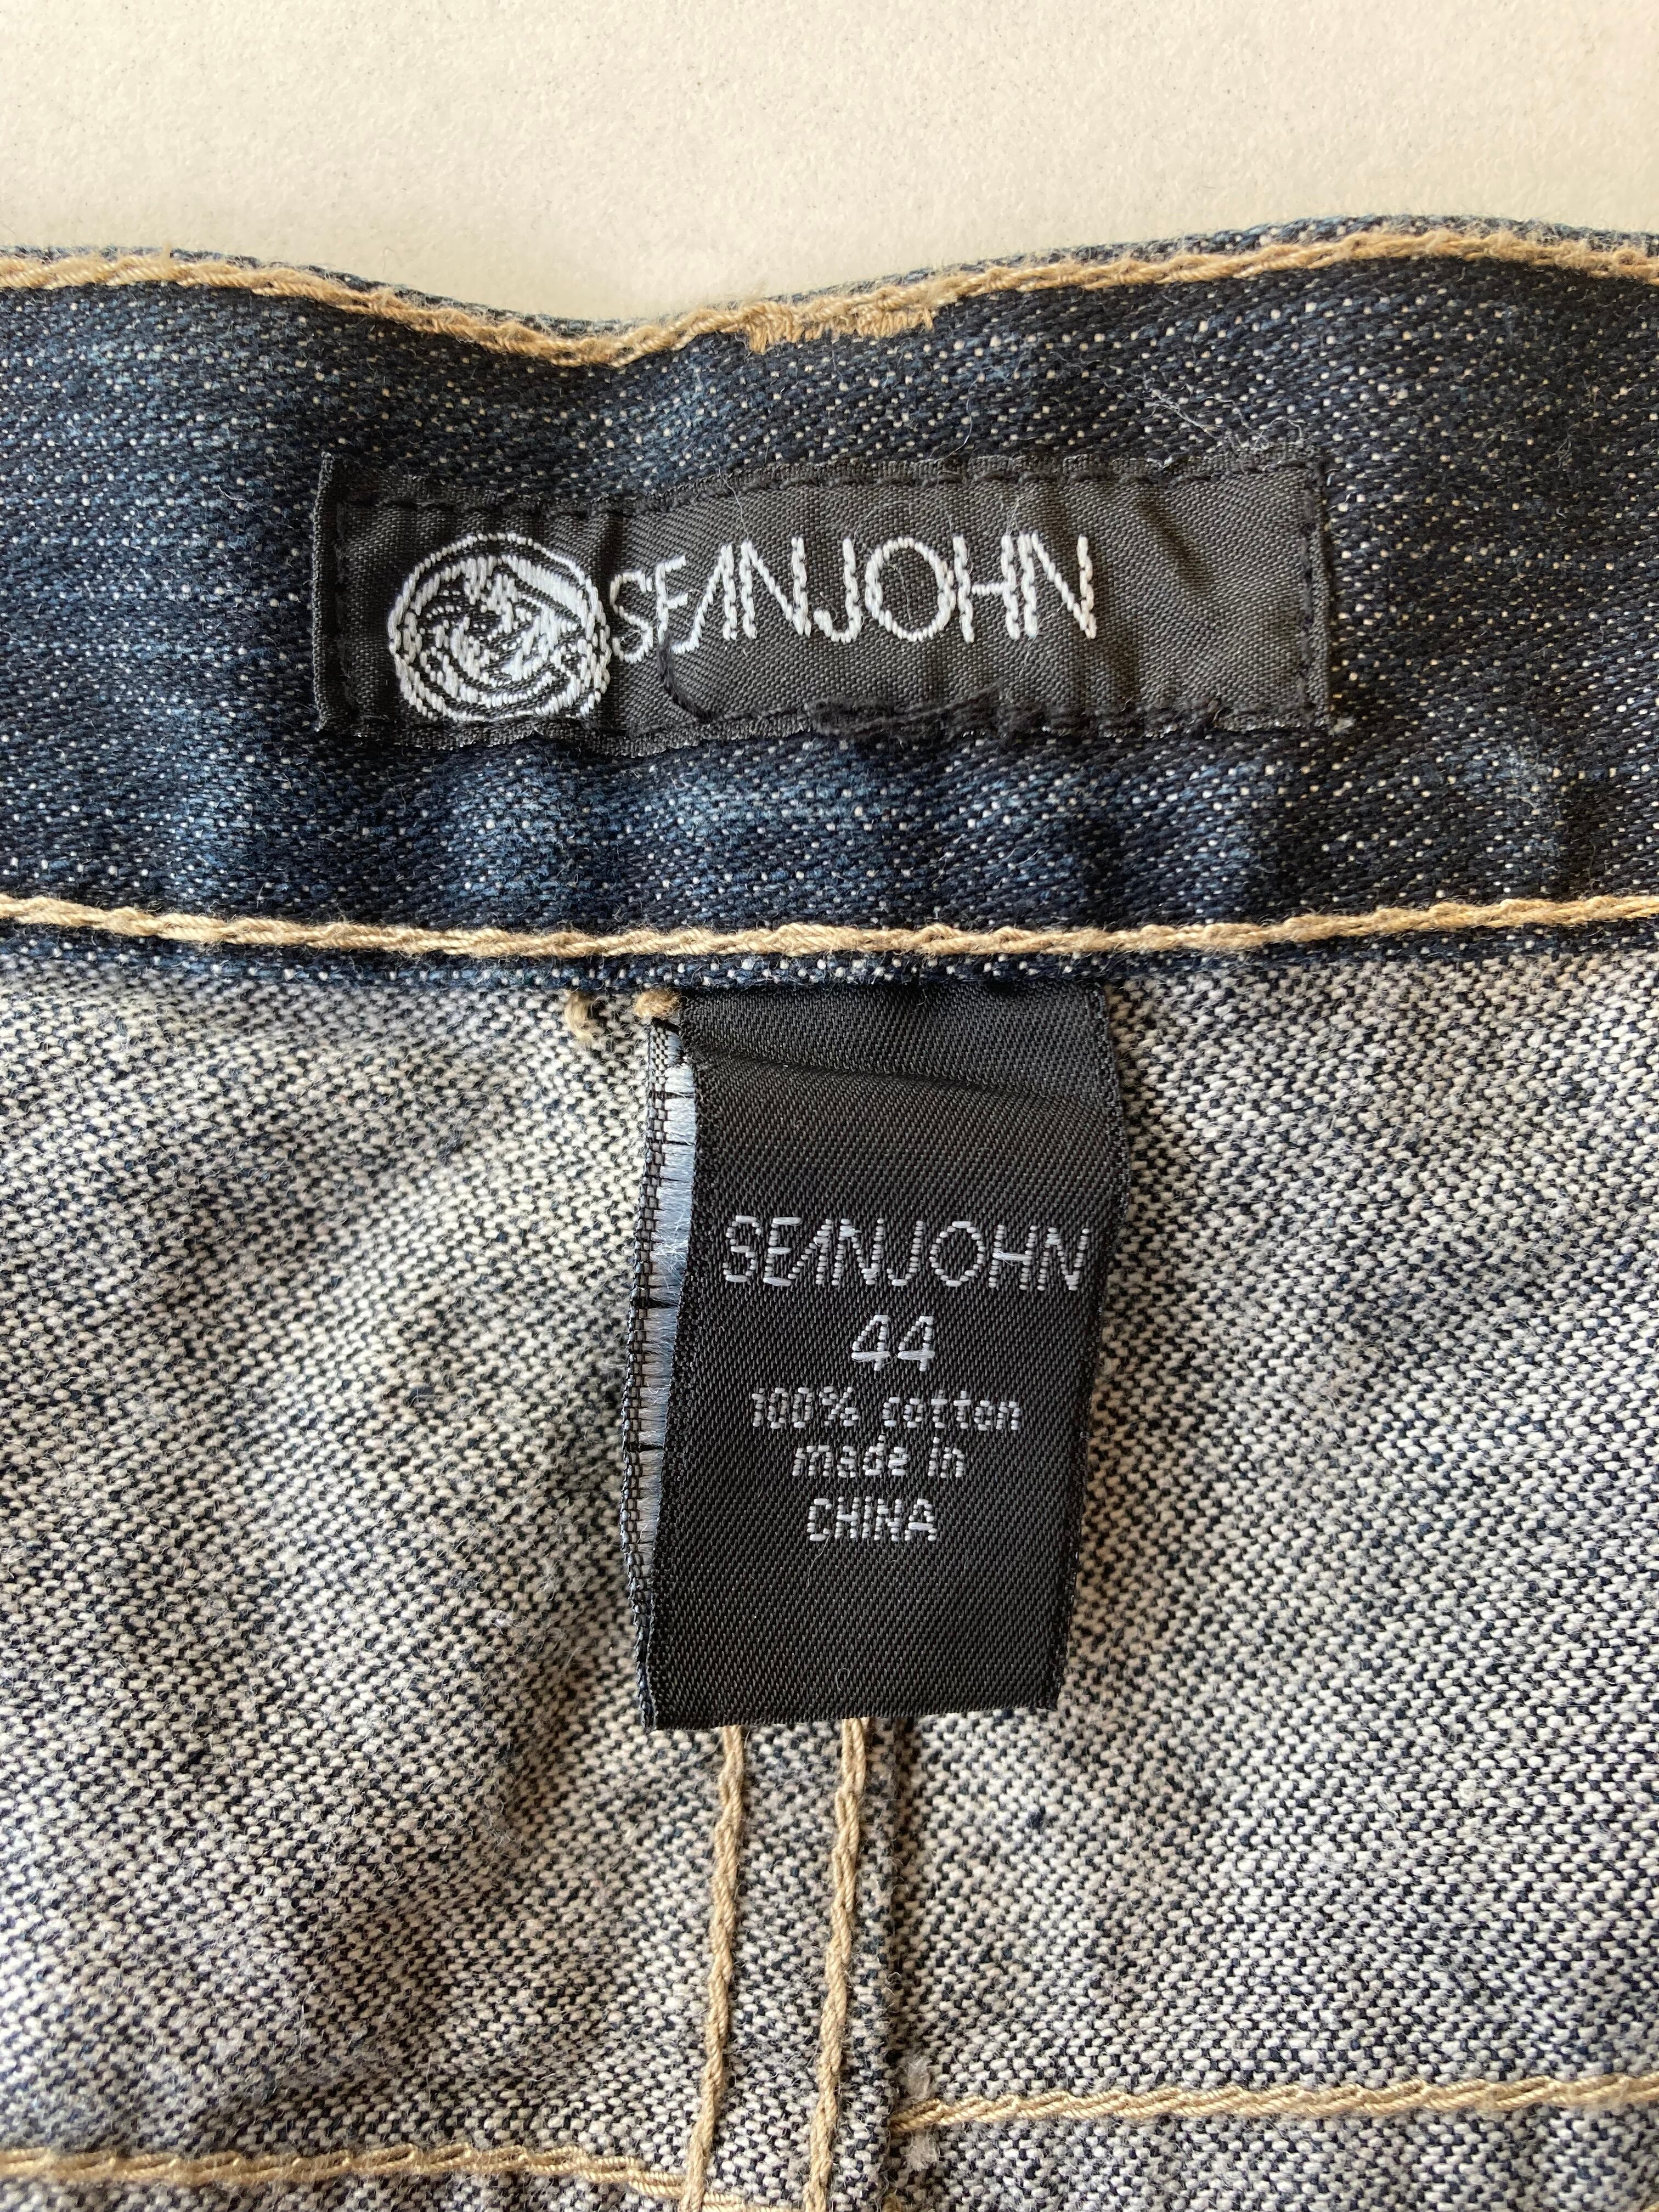 SEANJOHN
SEANJOHN
44
100% cotton
made in
CHINA